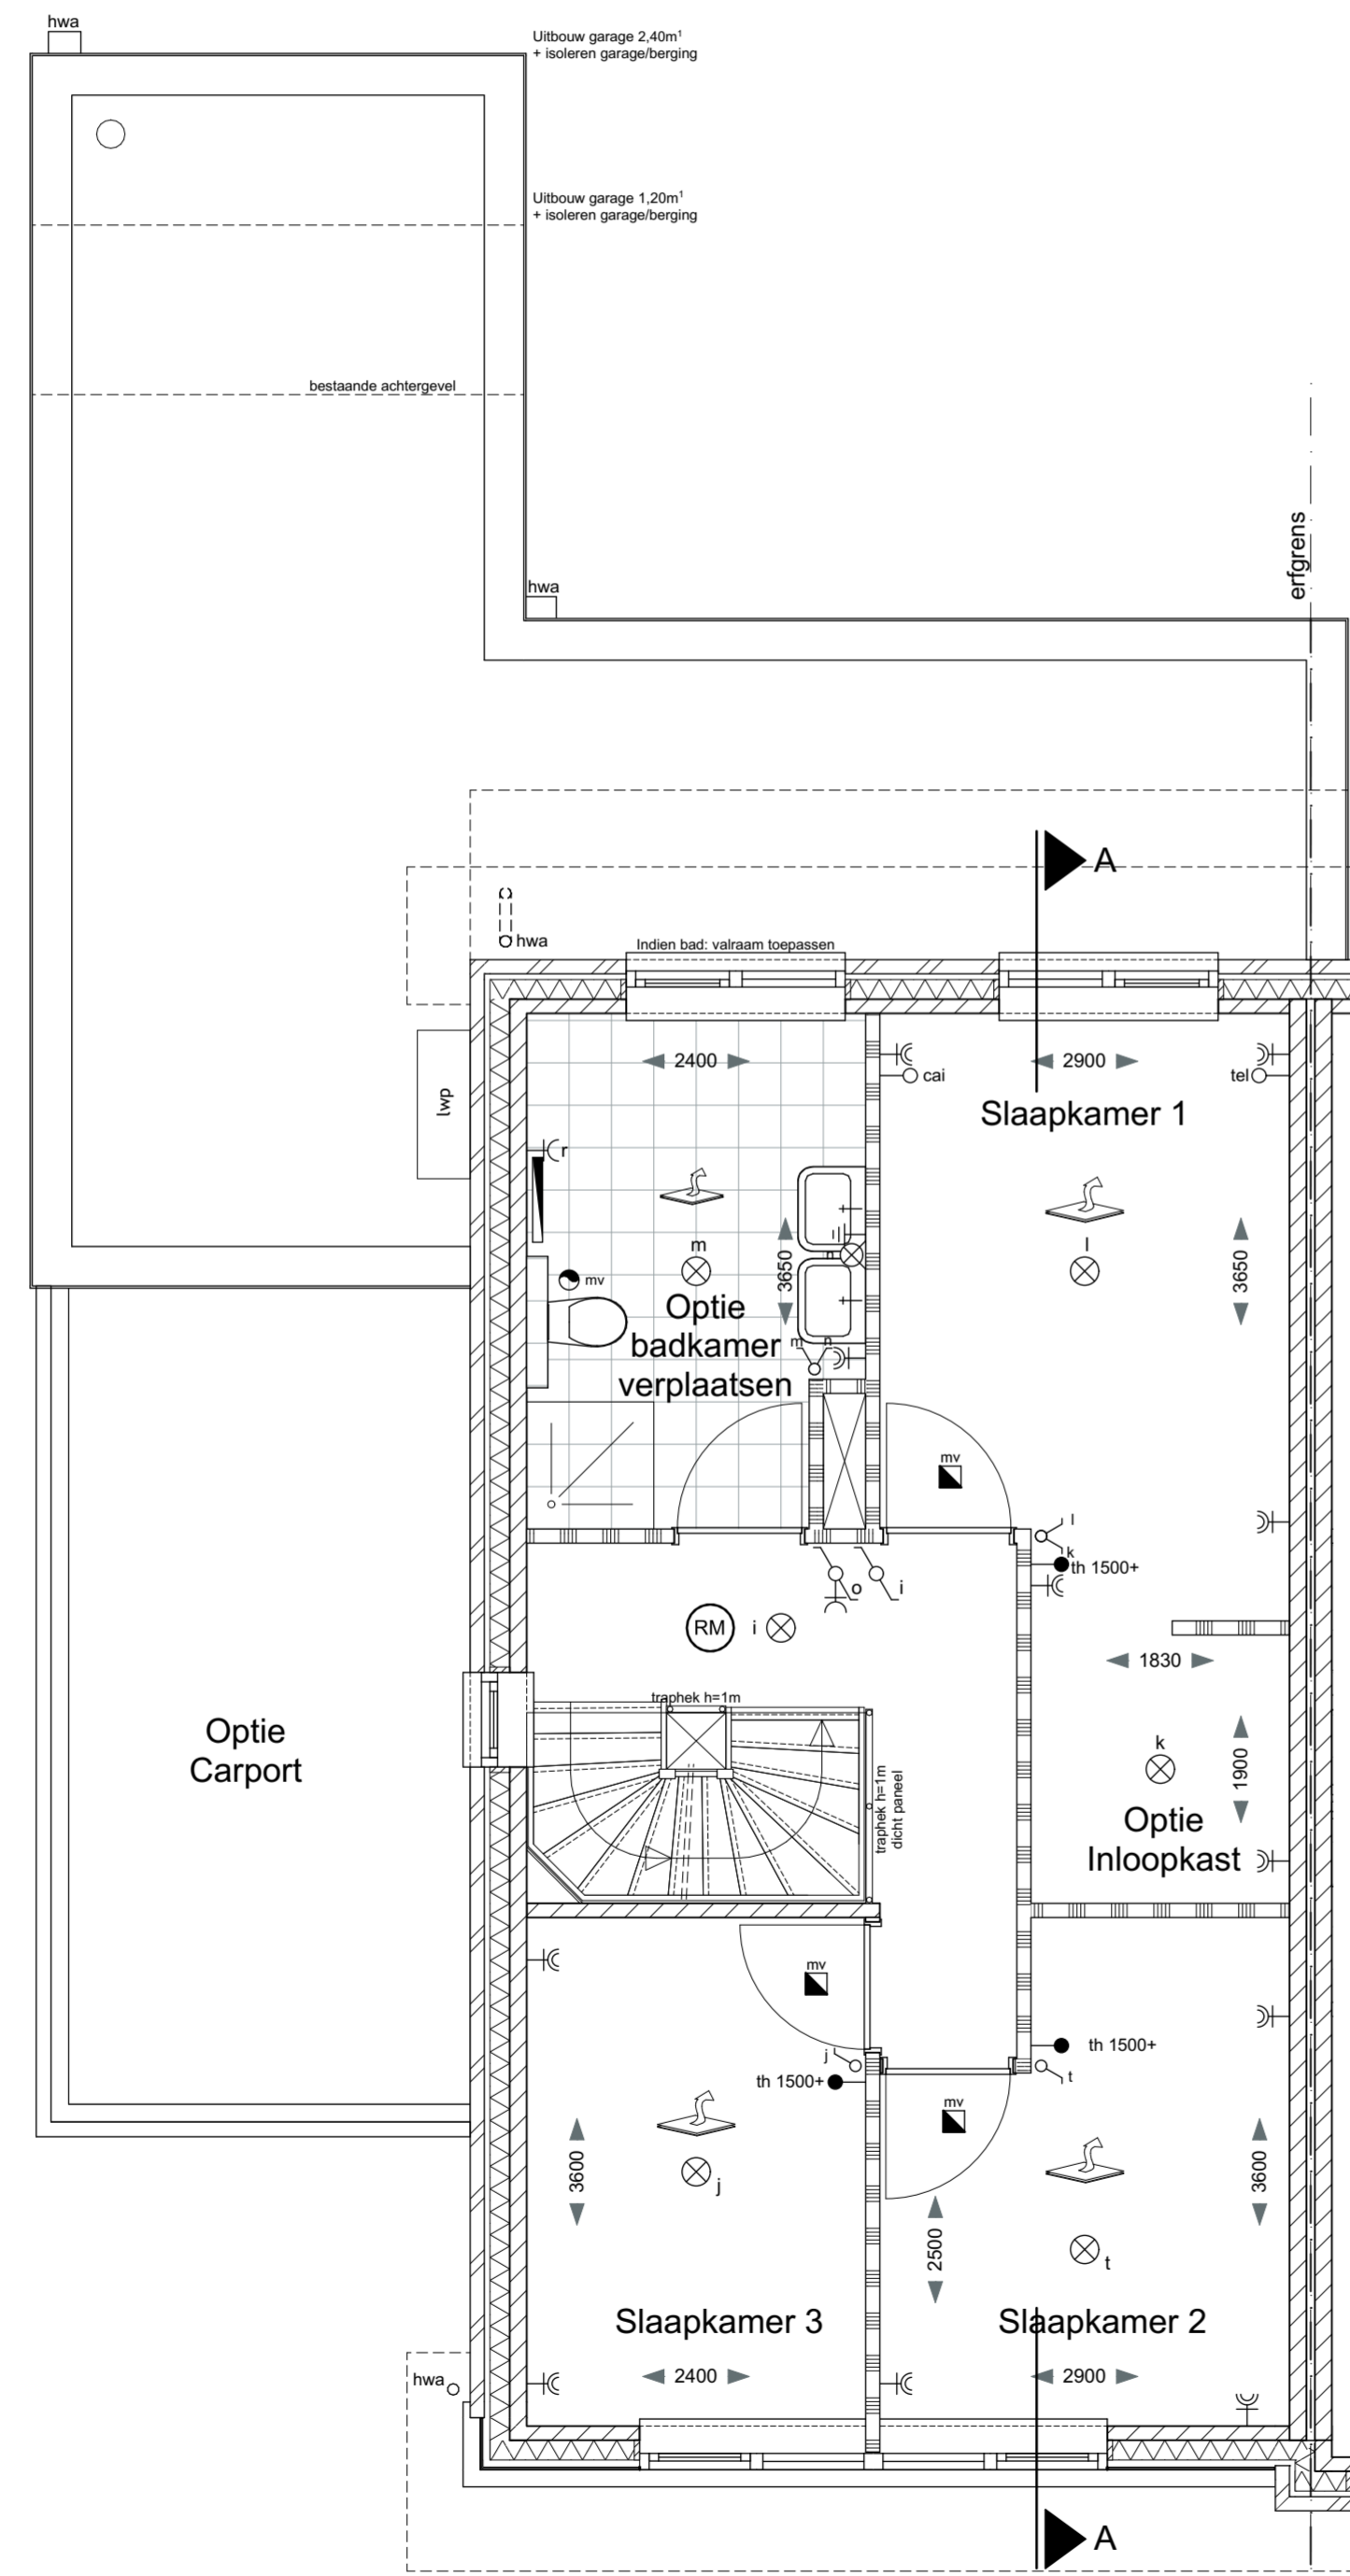 hwa
Uitbouw garage 2,40m¹
+ isoleren garage/berging
Uitbouw garage 1,20m¹
+ isoleren garage/berging
bestaande achtergevel
erfgrens
hwa
A
hwa
Indien bad: valraam toepassen
2400
2900
cai
tel
lwp
Slaapkamer 1
r
m
l
n
3650
3650
mv
Optie
badkamer
verplaatsen
m n
mv
l
k
th 1500+
o
i
RM
i
1830
traphek h=1m
Optie
Carport
k
1900
traphek h=1m
dicht paneel
Optie
Inloopkast
mv
j
th 1500+
th 1500+
t
mv
3600
3600
j
2500
t
Slaapkamer 3
Slaapkamer 2
hwa
2400
2900
A